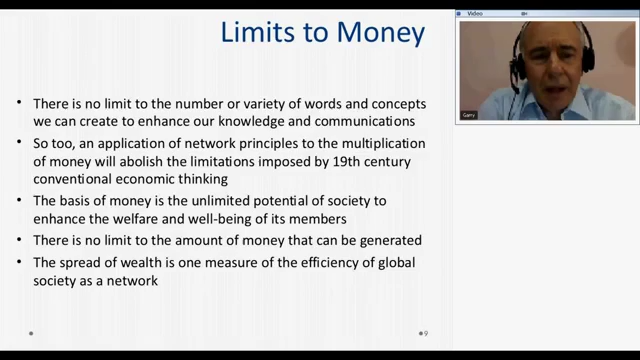 Limits to Money
• There is no limit to the number or variety of words and concepts
we can create to enhance our knowledge and communications
• So too, an application of network principles to the multiplication
of money will abolish the limitations imposed by 19th century
conventional economic thinking
• The basis of money is the unlimited potential of society to
enhance the welfare and well-being of its members
• There is no limit to the amount of money that can be generated
• The spread of wealth is one measure of the efficiency of global
society as a network
9
Video
Garry